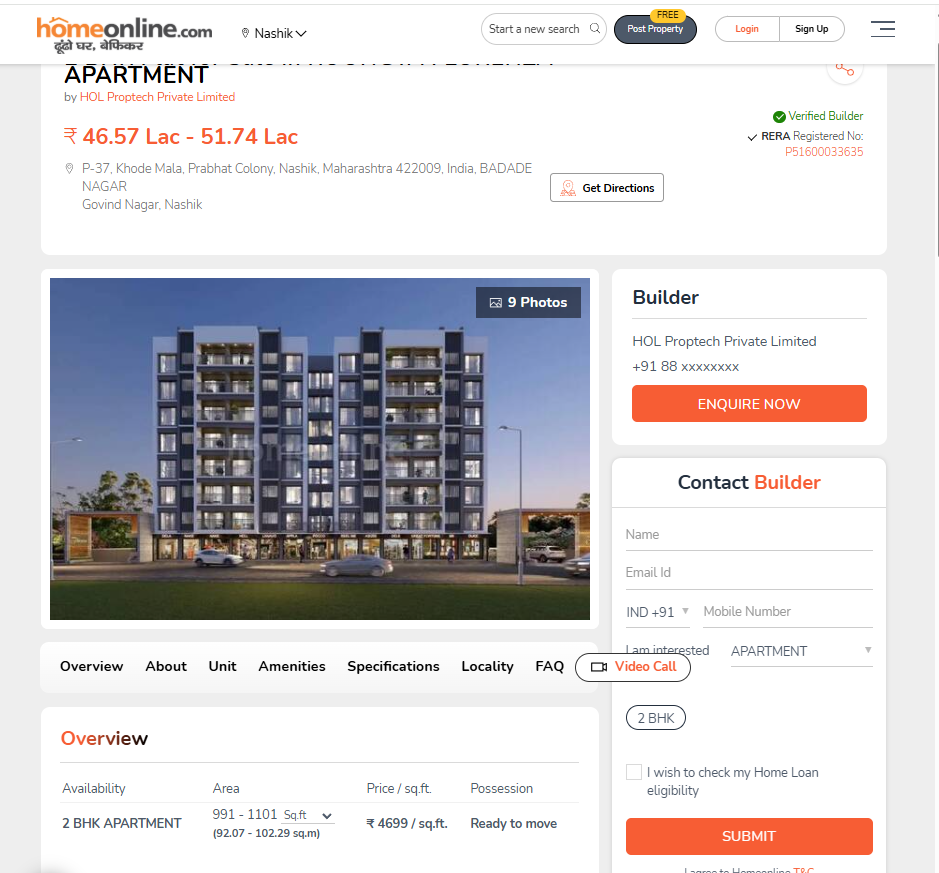 homeonline.com
ढूंढो घर, बेफिकर
Nashik
Start a new search
FREE
Post Property
Login
Sign Up
APARTMENT
by HOL Proptech Private Limited
₹ 46.57 Lac - 51.74 Lac
P-37, Khode Mala, Prabhat Colony, Nashik, Maharashtra 422009, India, BADADE
NAGAR
Govind Nagar, Nashik
Get Directions
Verified Builder
RERA Registered No:
P51600033635
9 Photos
Builder
HOL Proptech Private Limited
+91 88 xxxxxxxx
ENQUIRE NOW
Contact Builder
Name
Email Id
IND +91
Mobile Number
I am interested
APARTMENT
2 BHK
I wish to check my Home Loan
eligibility
SUBMIT
I agree to Homeonline T&C
Overview About Unit Amenities Specifications Locality FAQ
Video Call
Overview
Availability Area Price / sq.ft. Possession
2 BHK APARTMENT 991 - 1101 Sq.ft ₹ 4699 / sq.ft. Ready to move
(92.07 - 102.29 sq.m)